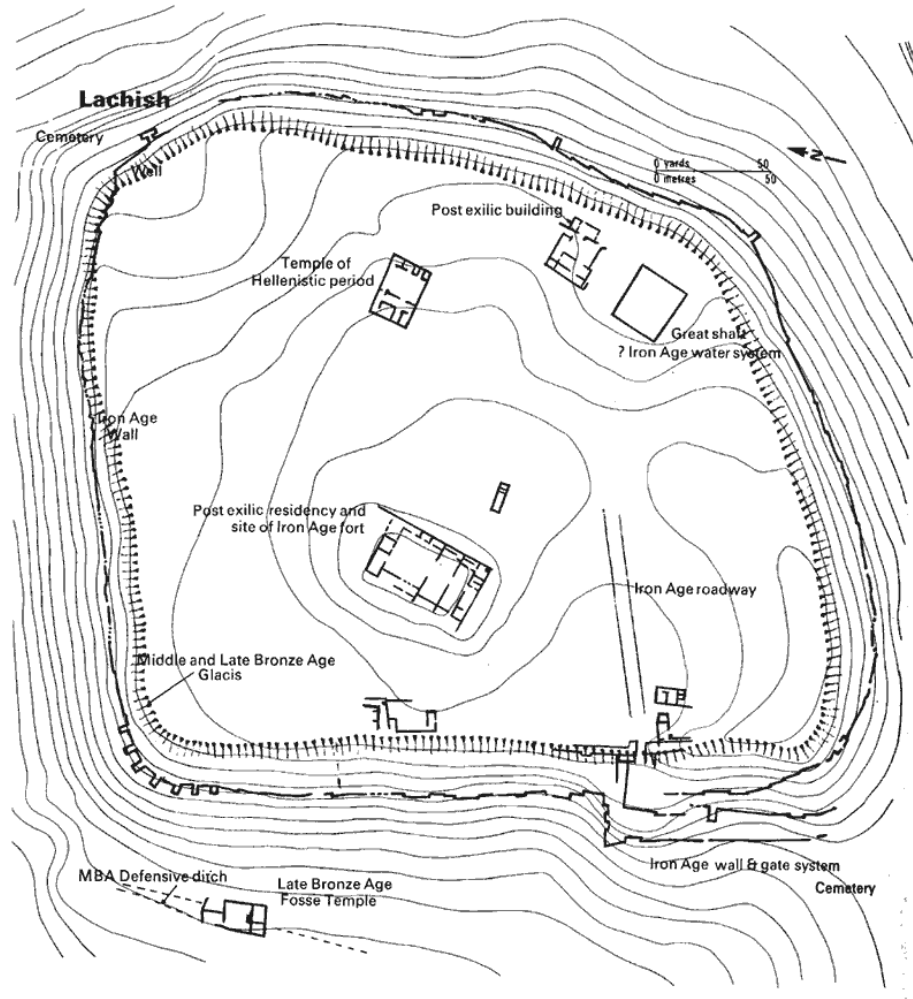 Lachish
Cemetery
Well
N
0 yards 50
0 metres 50
Post exilic building
Temple of
Hellenistic period
Great shaft
? Iron Age water system
Iron Age
Wall
Post exilic residency and
site of Iron Age fort
Iron Age roadway
Middle and Late Bronze Age
Glacis
Iron Age wall & gate system
Cemetery
MBA Defensive ditch
Late Bronze Age
Fosse Temple